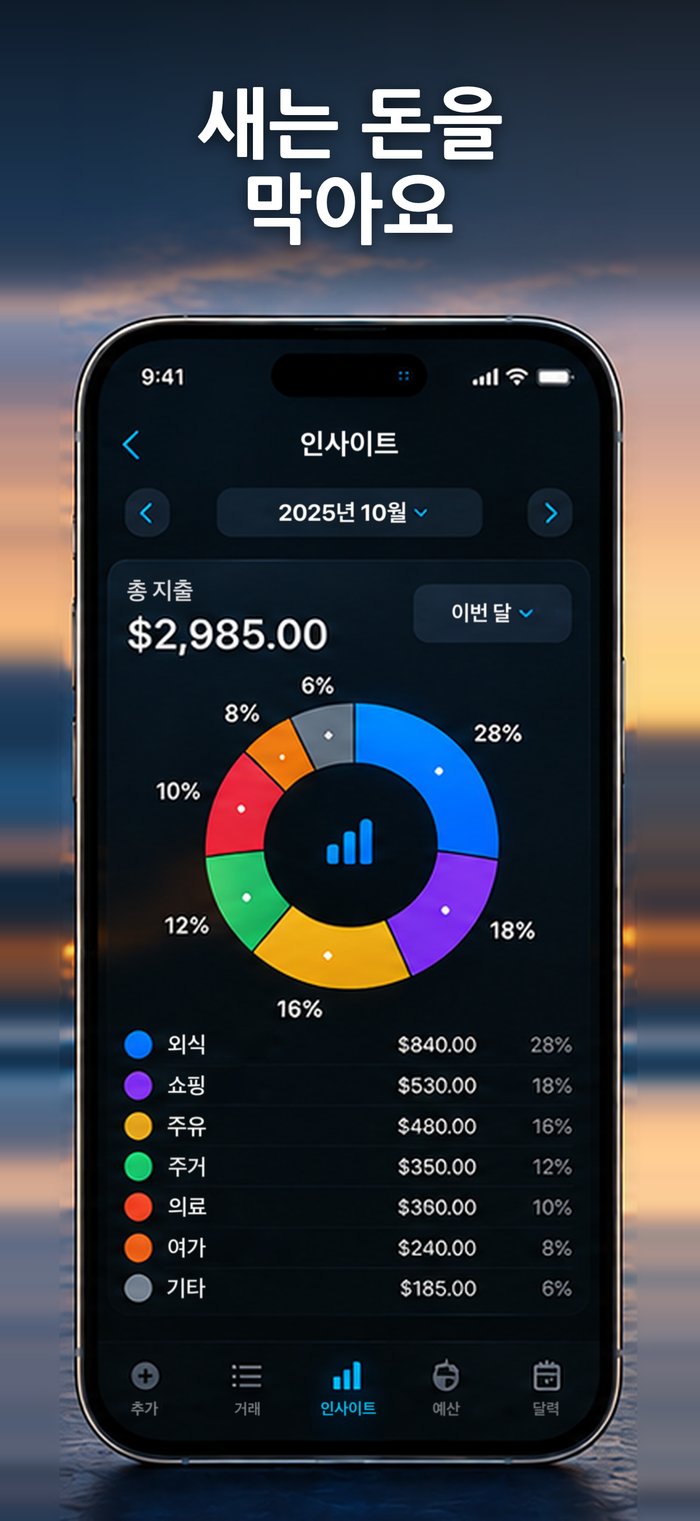 새는 돈을
막아요
9:41
인사이트
2025년 10월
총 지출
$2,985.00
이번 달
6%
8%
28%
10%
12%
18%
16%
외식 $840.00 28%
쇼핑 $530.00 18%
주유 $480.00 16%
주거 $350.00 12%
의료 $360.00 10%
여가 $240.00 8%
기타 $185.00 6%
추가 거래 인사이트 예산 달력